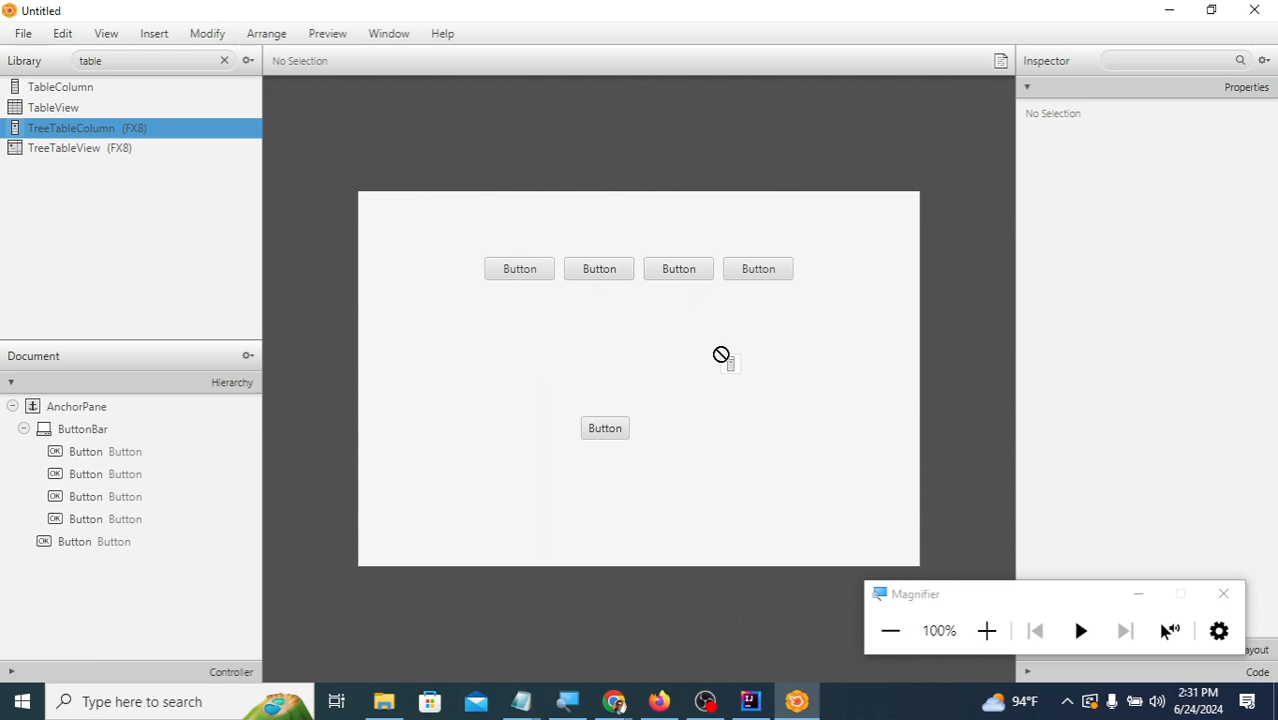 Untitled
File Edit View Insert Modify Arrange Preview Window Help
Library table No Selection Inspector
TableColumn
TableView
TreeTableColumn (FX8)
TreeTableView (FX8)
Properties
No Selection
Button Button Button Button
Button
Document
Hierarchy
AnchorPane
ButtonBar
Button Button
Button Button
Button Button
Button Button
Button Button
Controller
Magnifier
100%
ayout
Code
Type here to search
94°F
2:31 PM
6/24/2024